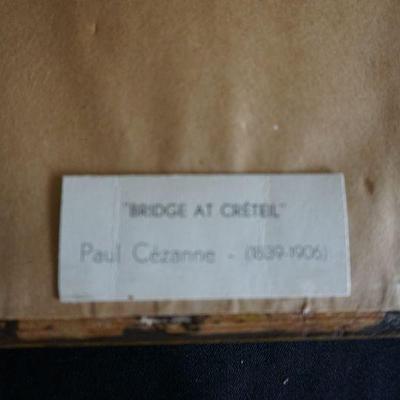 "BRIDGE AT CRÉTEIL"
Paul Cézanne - (1839-1906)